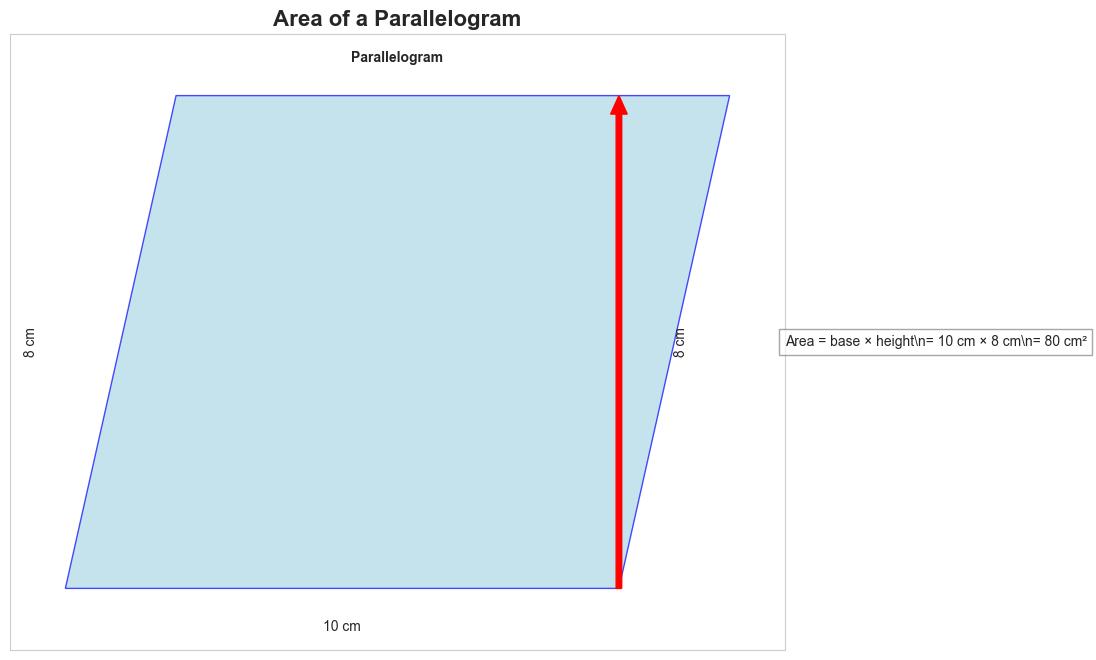 Area of a Parallelogram
Parallelogram
8 cm
8 cm
Area = base × height\n= 10 cm × 8 cm\n= 80 cm²
10 cm